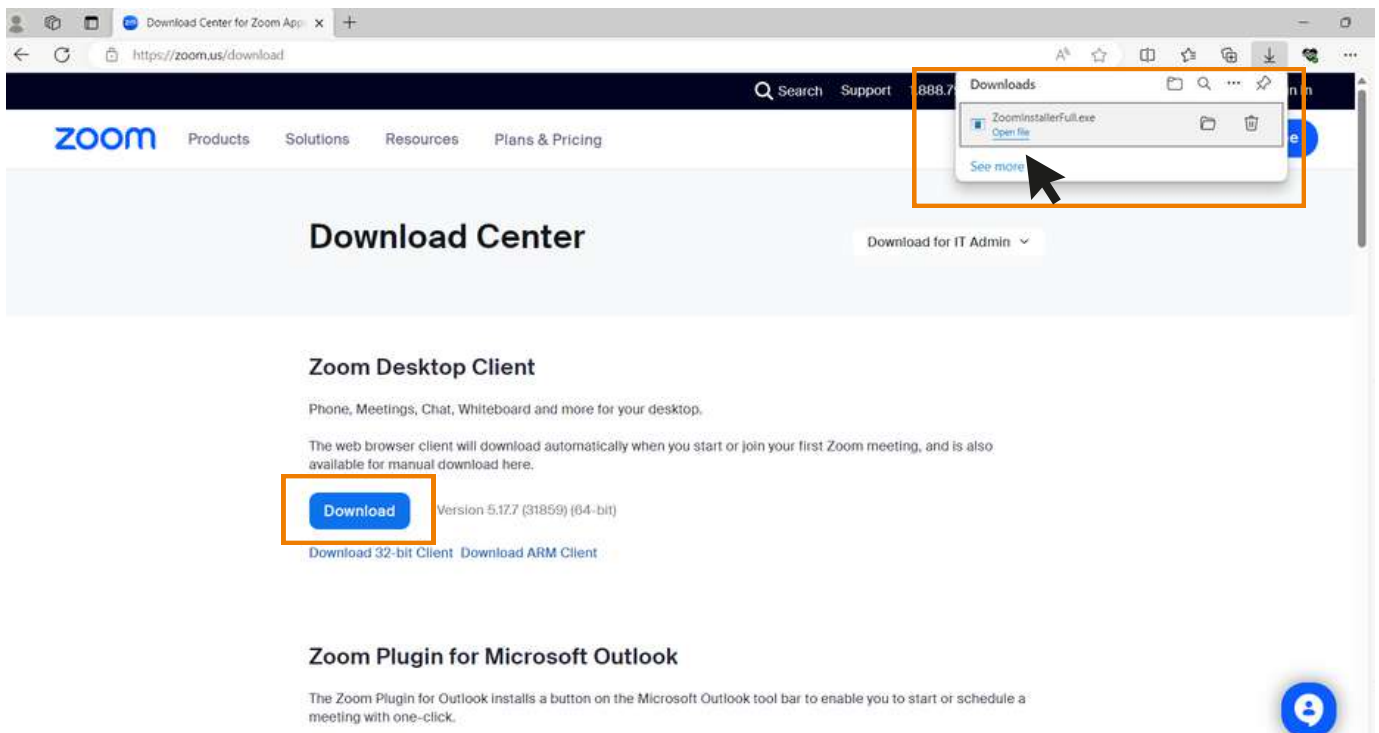 Download Center for Zoom App
https://zoom.us/download
Search Support 1.888.7
n in
zoom Products Solutions Resources Plans & Pricing
e
Downloads
ZoomInstallerFull.exe
Open file
See more
Download Center
Download for IT Admin
Zoom Desktop Client
Phone, Meetings, Chat, Whiteboard and more for your desktop.
The web browser client will download automatically when you start or join your first Zoom meeting, and is also
available for manual download here.
Download Version 5.17.7 (31859) (64-bit)
Download 32-bit Client Download ARM Client
Zoom Plugin for Microsoft Outlook
The Zoom Plugin for Outlook installs a button on the Microsoft Outlook tool bar to enable you to start or schedule a
meeting with one-click.